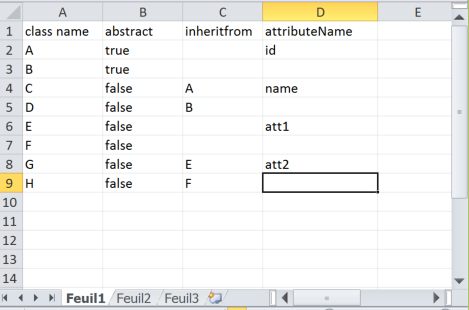 A B C D E
1 class name abstract inheritfrom attributeName
2 A true id
3 B true
4 C false A name
5 D false B
6 E false att1
7 F false
8 G false E att2
9 H false F
10
11
12
13
14
Feuil1 Feuil2 Feuil3